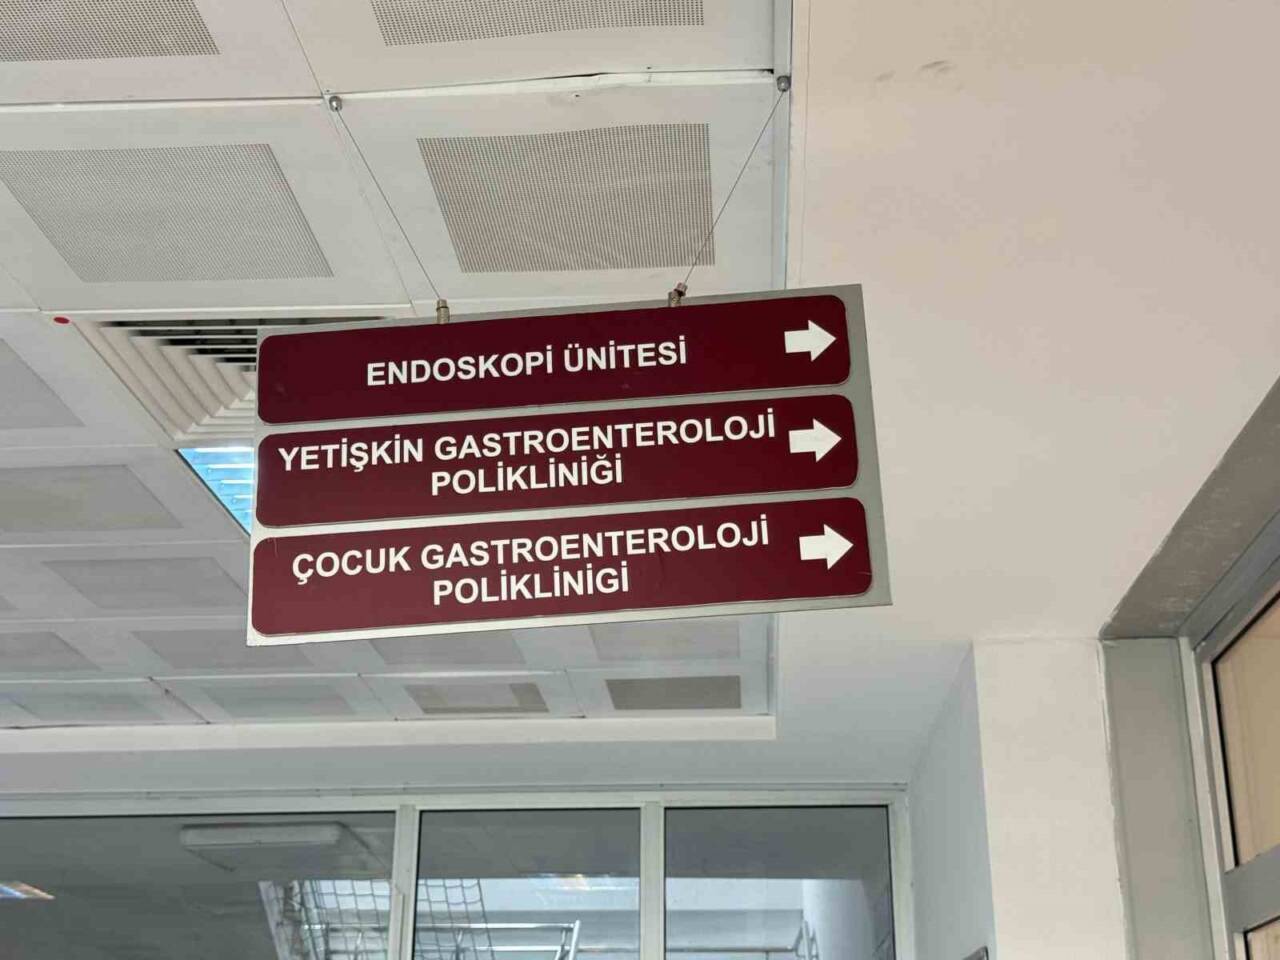 ENDOSKOPİ ÜNİTESİ
YETİŞKİN GASTROENTEROLOJİ
POLİKLİNİĞİ
ÇOCUK GASTROENTEROLOJİ
POLİKLİNİGİ